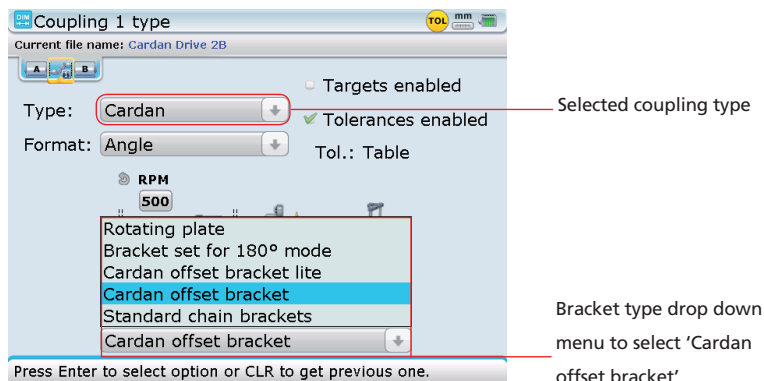 DIM
Coupling 1 type
TOL
mm
Current file name: Cardan Drive 2B
A
B
Targets enabled
Type:
Cardan
Selected coupling type
Tolerances enabled
Format:
Angle
Tol.: Table
RPM
500
Rotating plate
Bracket set for 180° mode
Cardan offset bracket lite
Cardan offset bracket
Standard chain brackets
Cardan offset bracket
Bracket type drop down
menu to select ‘Cardan
offset bracket’
Press Enter to select option or CLR to get previous one.